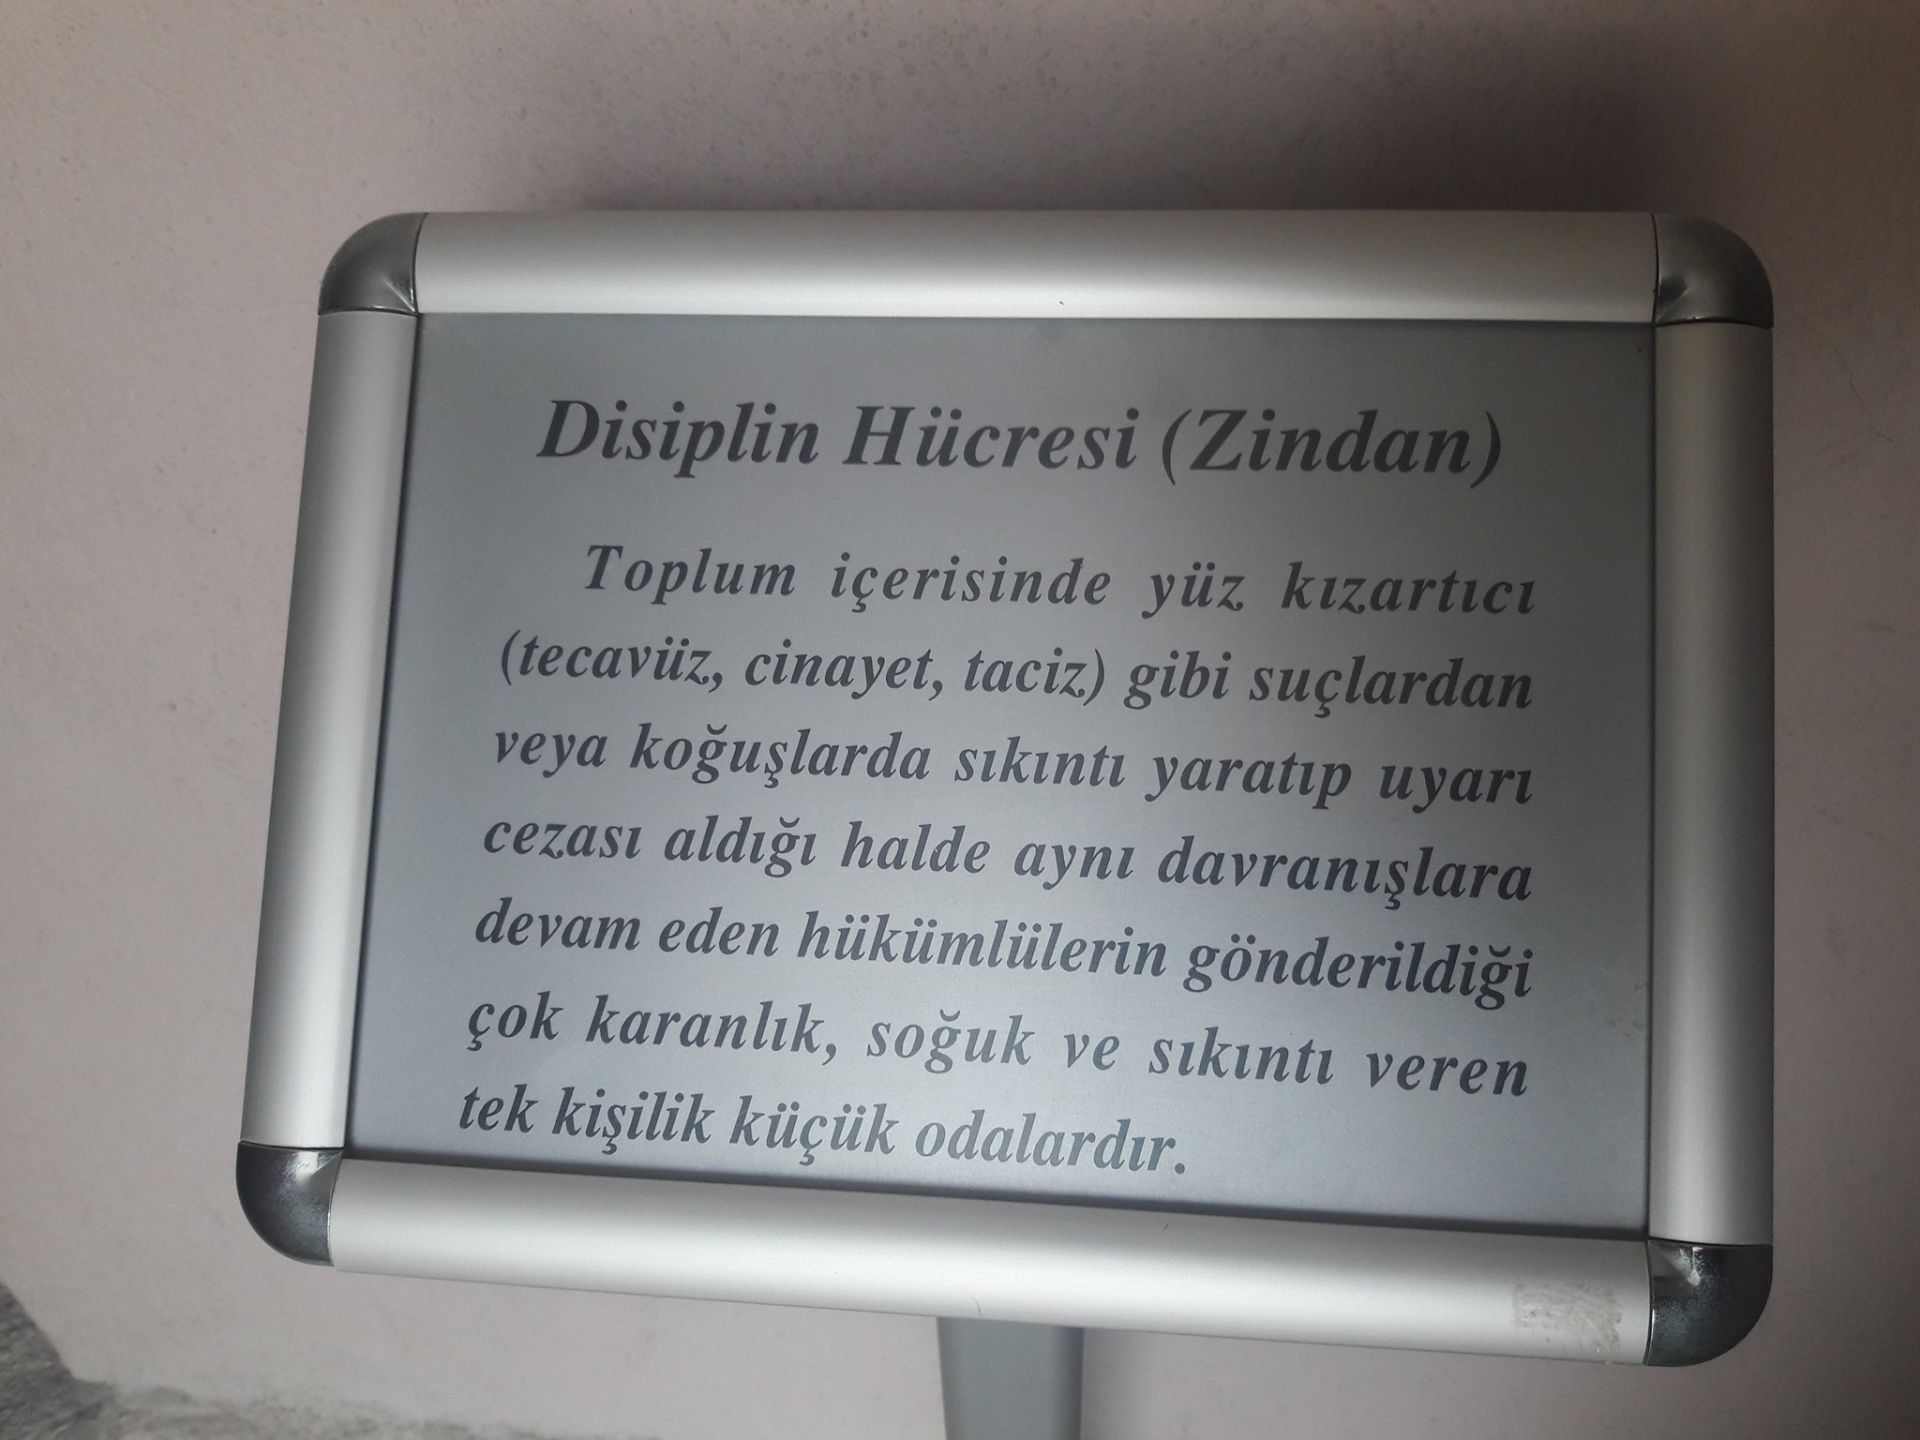 Disiplin Hücresi (Zindan)
Toplum içerisinde yüz kızartıcı
(tecavüz, cinayet, taciz) gibi suçlardan
veya koğuşlarda sıkıntı yaratıp uyarı
cezası aldığı halde aynı davranışlara
devam eden hükümlülerin gönderildiği
çok karanlık, soğuk ve sıkıntı veren
tek kişilik küçük odalardır.